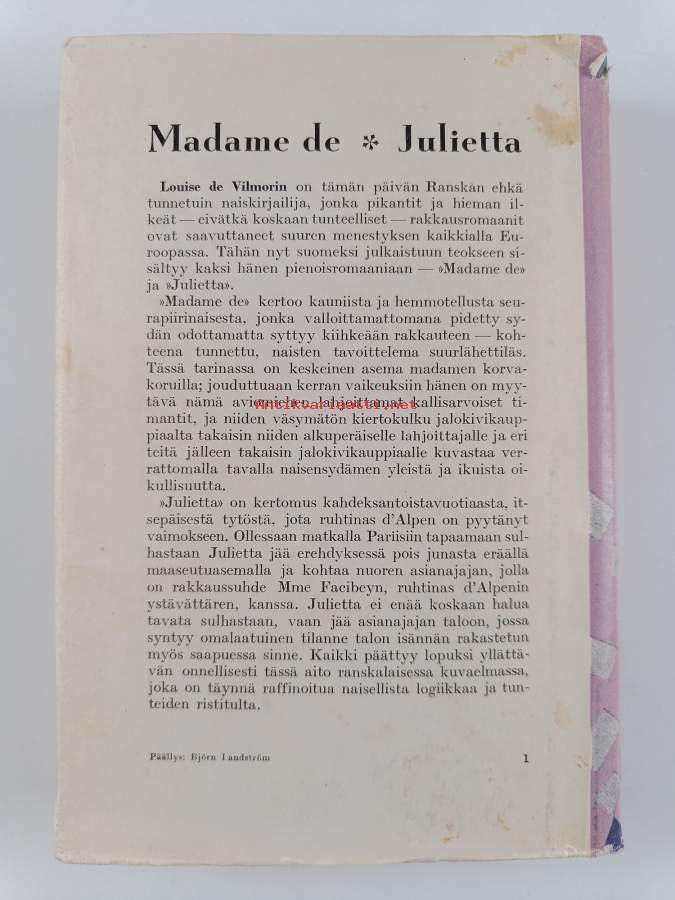 Madame de * Julietta
Louise de Vilmorin on tämän päivän Ranskan ehkä
tunnetuin naiskirjailija, jonka pikantit ja hieman il-
keät — eivätkä koskaan tunteelliset — rakkausromaanit
ovat saavuttaneet suuren menestyksen kaikkialla Eu-
roopassa. Tähän nyt suomeksi julkaistuun teokseen si-
sältyy kaksi hänen pienoisromaaniaan — »Madame de»
ja »Julietta».
»Madame de» kertoo kauniista ja hemmotellusta seu-
rapiirinaisesta, jonka valloittamattomana pidetty sy-
dän odottamatta syttyy kiihkeään rakkauteen — koh-
teena tunnettu, naisten tavoittelema suurlähettiläs.
Tässä tarinassa on keskeinen asema madamen korva-
koruilla; jouduttuaan kerran vaikeuksiin hänen on myy-
tävä nämä aviomiehen lahjoittamat kallisarvoiset ti-
Antikvariaatti.net
mantit, ja niiden väsymätön kiertokulku jalokivikaup-
piaalta takaisin niiden alkuperäiselle lahjoittajalle ja eri
teitä jälleen takaisin jalokivikauppiaalle kuvastaa ver-
rattomalla tavalla naisensydämen yleistä ja ikuista oi-
kullisuutta.
»Julietta» on kertomus kahdeksantoistavuotiaasta, it-
sepäisestä tytöstä, jota ruhtinas d'Alpen on pyytänyt
vaimokseen. Ollessaan matkalla Pariisiin tapaamaan sul-
hastaan Julietta jää erehdyksessä pois junasta eräällä
maaseutuasemalla ja kohtaa nuoren asianajajan, jolla
on rakkaussuhde Mme Facibeyn, ruhtinas d'Alpenin
ystävättären, kanssa. Julietta ei enää koskaan halua
tavata sulhastaan, vaan jää asianajajan taloon, jossa
syntyy omalaatuinen tilanne talon isännän rakastetun
myös saapuessa sinne. Kaikki päättyy lopuksi yllättä-
vän onnellisesti tässä aito ranskalaisessa kuvaelmassa,
joka on täynnä raffinoitua naisellista logiikkaa ja tun-
teiden ristitulta.
Päällys: Björn Landström 1